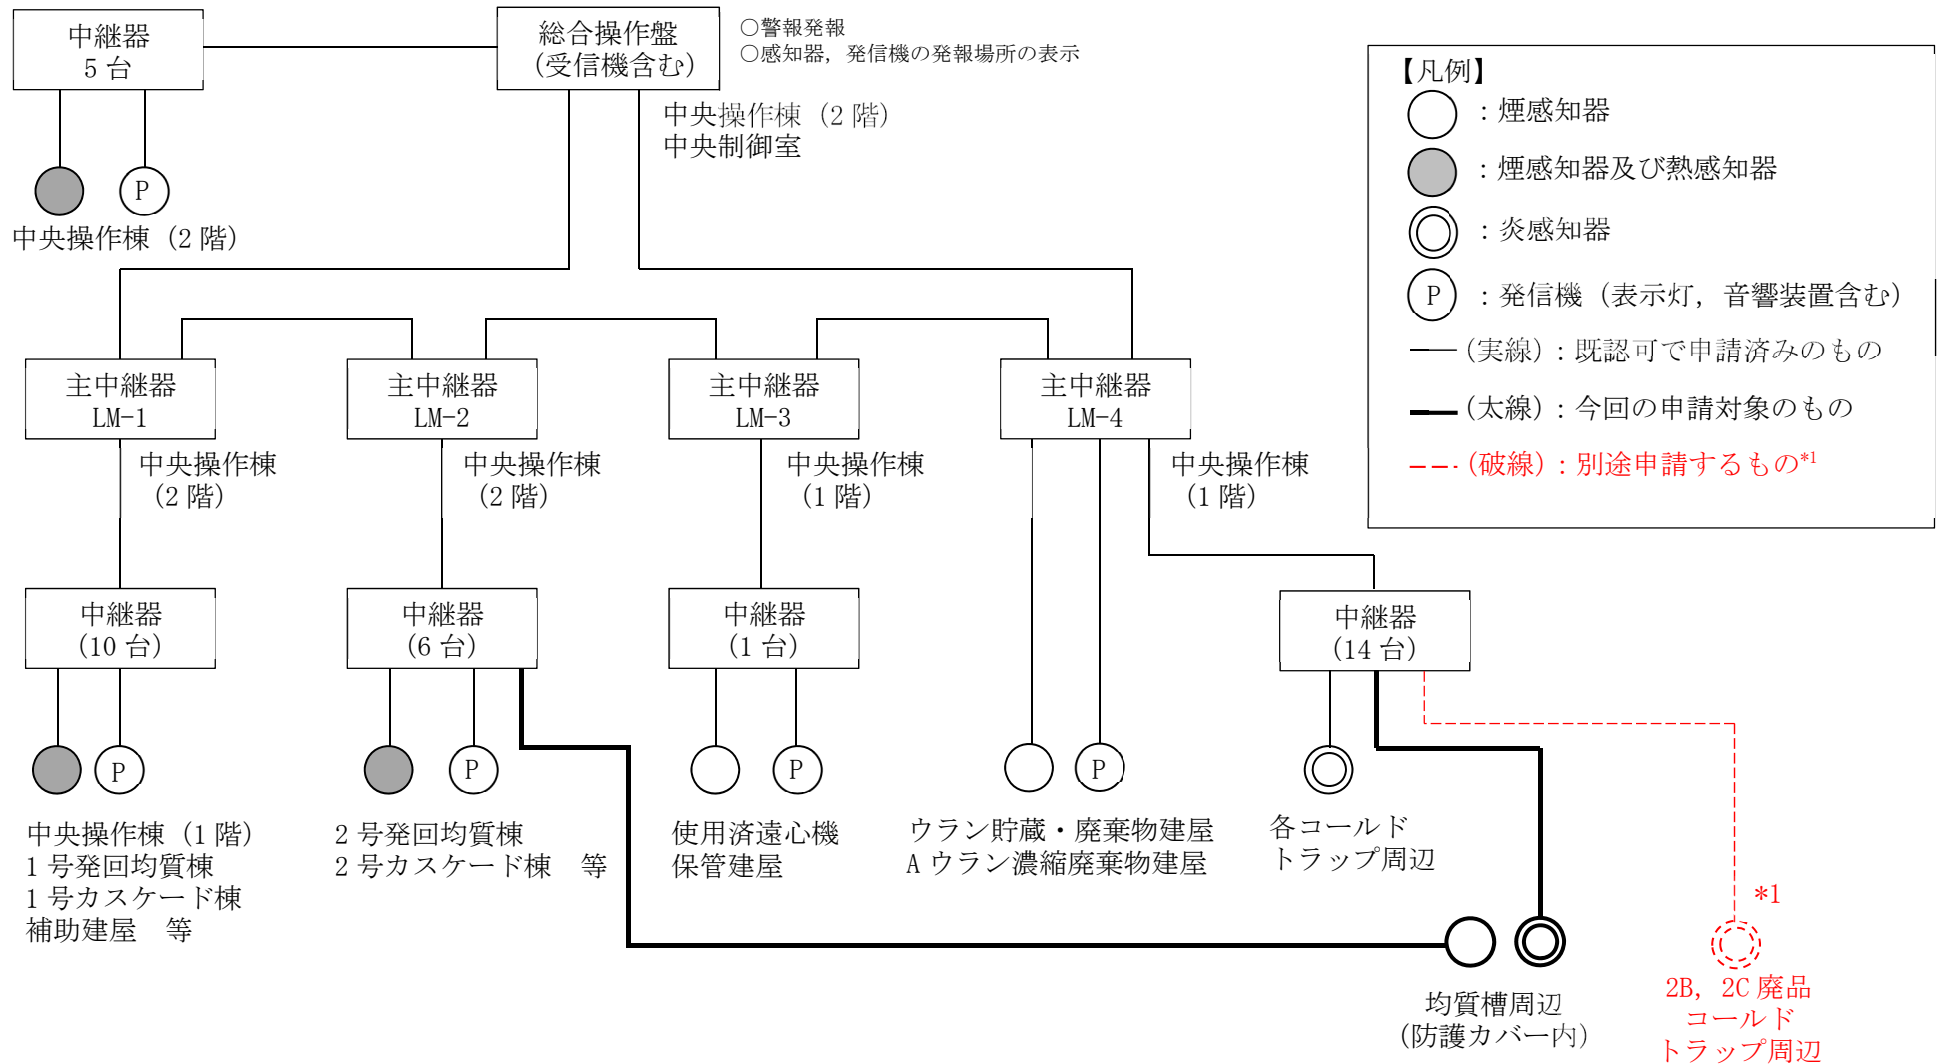 中継器
5 台
総合操作盤
(受信機含む)
○警報発報
○感知器，発信機の発報場所の表示
中央操作棟（2 階）
中央制御室
P
中央操作棟（2 階）
【凡例】
：煙感知器
：煙感知器及び熱感知器
：炎感知器
P ：発信機（表示灯，音響装置含む）
(実線)：既認可で申請済みのもの
(太線)：今回の申請対象のもの
(破線)：別途申請するもの*1
主中継器
LM-1
主中継器
LM-2
主中継器
LM-3
主中継器
LM-4
中央操作棟
（2 階）
中央操作棟
（2 階）
中央操作棟
（1 階）
中央操作棟
（1 階）
中継器
(10 台)
中継器
(6 台)
中継器
(1 台)
中継器
(14 台)
P
P
P
P
中央操作棟（1 階）
1 号発回均質棟
1 号カスケード棟
補助建屋　等
2 号発回均質棟
2 号カスケード棟　等
使用済遠心機
保管建屋
ウラン貯蔵・廃棄物建屋
A ウラン濃縮廃棄物建屋
各コールド
トラップ周辺
均質槽周辺
（防護カバー内）
*1
2B，2C 廃品
コールド
トラップ周辺